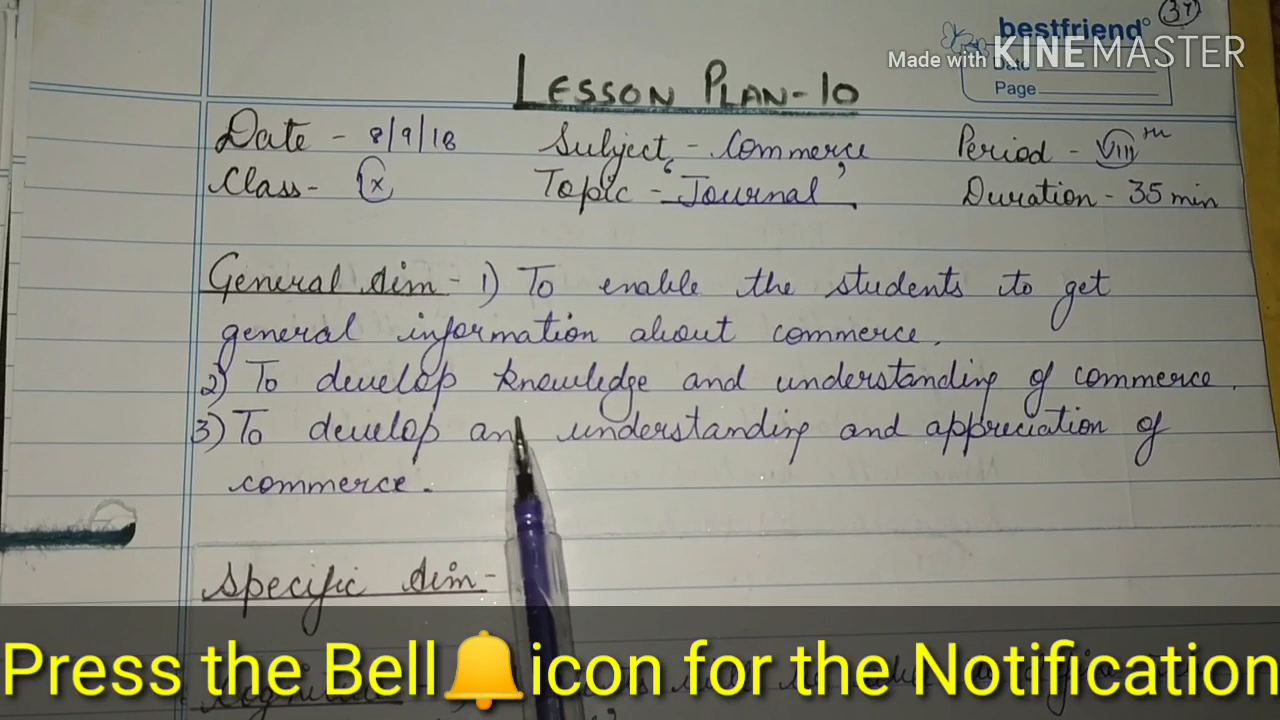 37
bestfriend
Made with KINEMASTER
Date
Page
LESSON PLAN-10
Date - 8/9/18 Subject - Commerce Period - VIII th
Class - X Topic - 'Journal' Duration - 35 min
General Aim - 1) To enable the students to get
general information about commerce.
2) To develop knowledge and understanding of commerce.
3) To develop an understanding and appreciation of
commerce.
Specific Aim -
Press the Bell🔔icon for the Notification